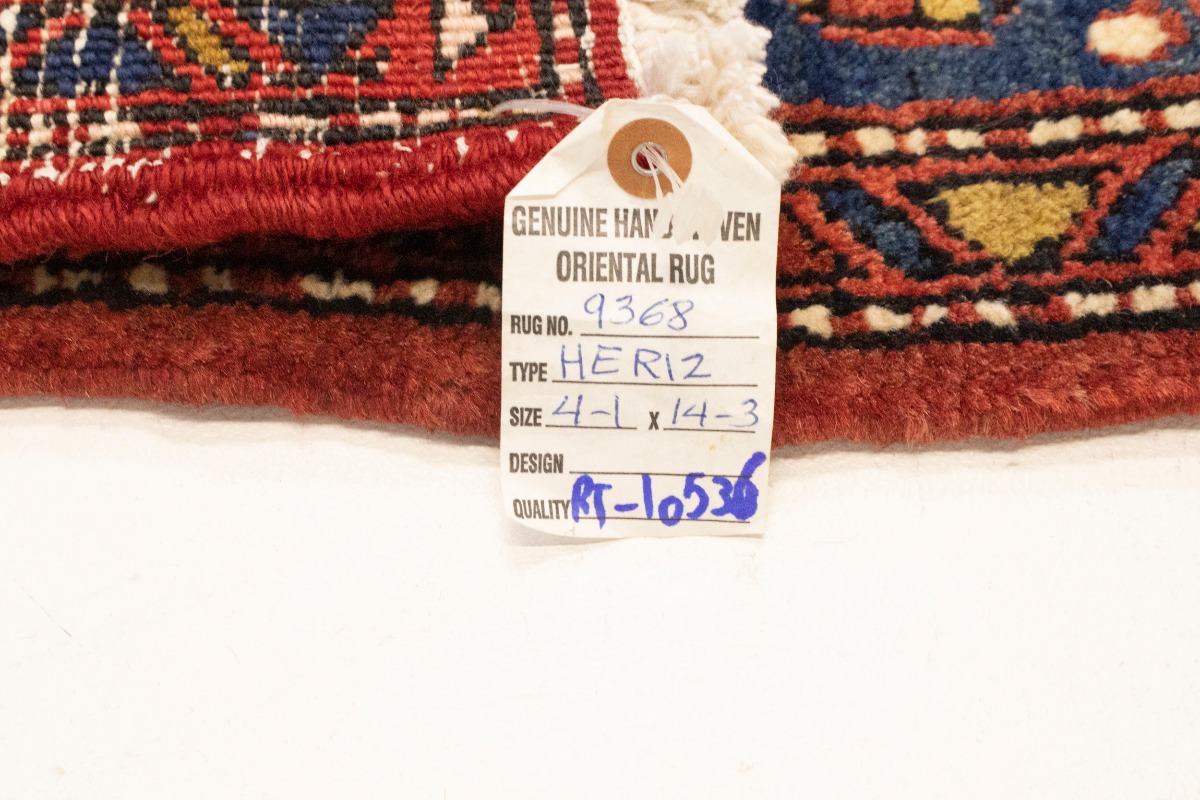 GENUINE HAND WOVEN
ORIENTAL RUG
RUG NO. 9368
TYPE HERIZ
SIZE 4-1 X 14-3
DESIGN
QUALITY RT-10536